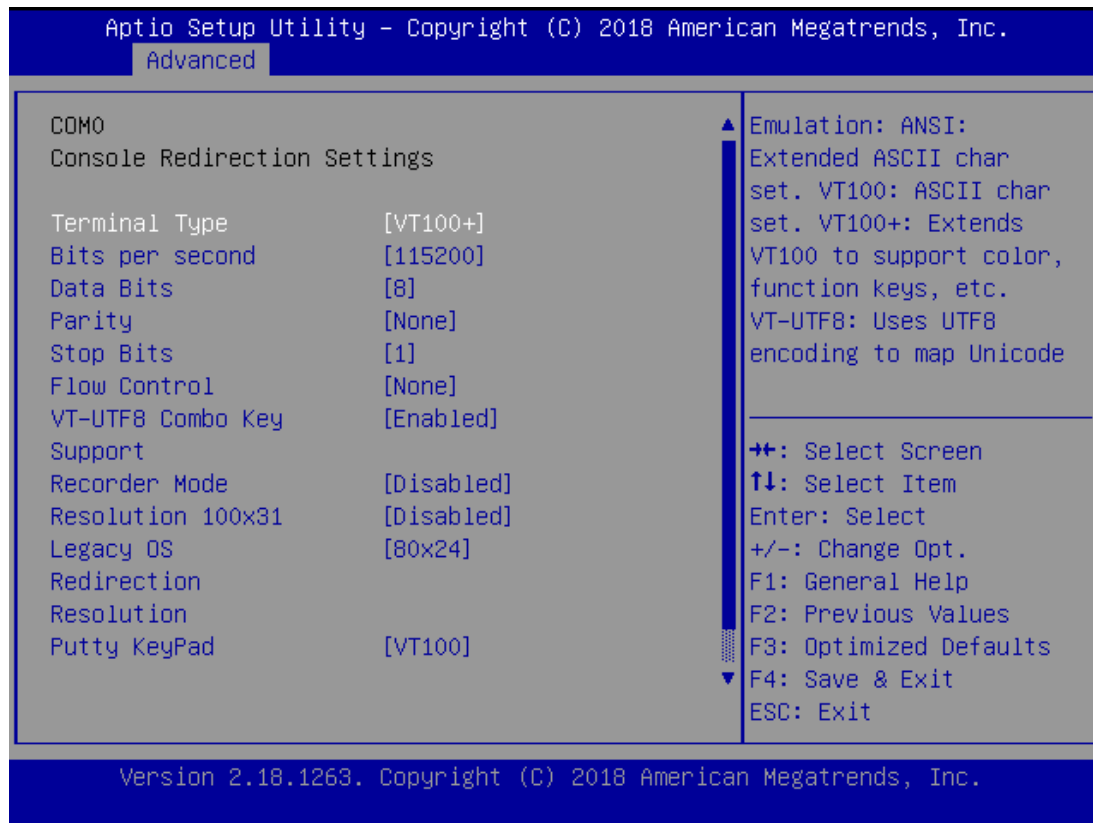 Aptio Setup Utility – Copyright (C) 2018 American Megatrends, Inc.
Advanced
COM0
Console Redirection Settings
Terminal Type [VT100+]
Bits per second [115200]
Data Bits [8]
Parity [None]
Stop Bits [1]
Flow Control [None]
VT-UTF8 Combo Key [Enabled]
Support
Recorder Mode [Disabled]
Resolution 100x31 [Disabled]
Legacy OS [80x24]
Redirection
Resolution
Putty KeyPad [VT100]
Emulation: ANSI:
Extended ASCII char
set. VT100: ASCII char
set. VT100+: Extends
VT100 to support color,
function keys, etc.
VT-UTF8: Uses UTF8
encoding to map Unicode
→←: Select Screen
↑↓: Select Item
Enter: Select
+/-: Change Opt.
F1: General Help
F2: Previous Values
F3: Optimized Defaults
F4: Save & Exit
ESC: Exit
Version 2.18.1263. Copyright (C) 2018 American Megatrends, Inc.